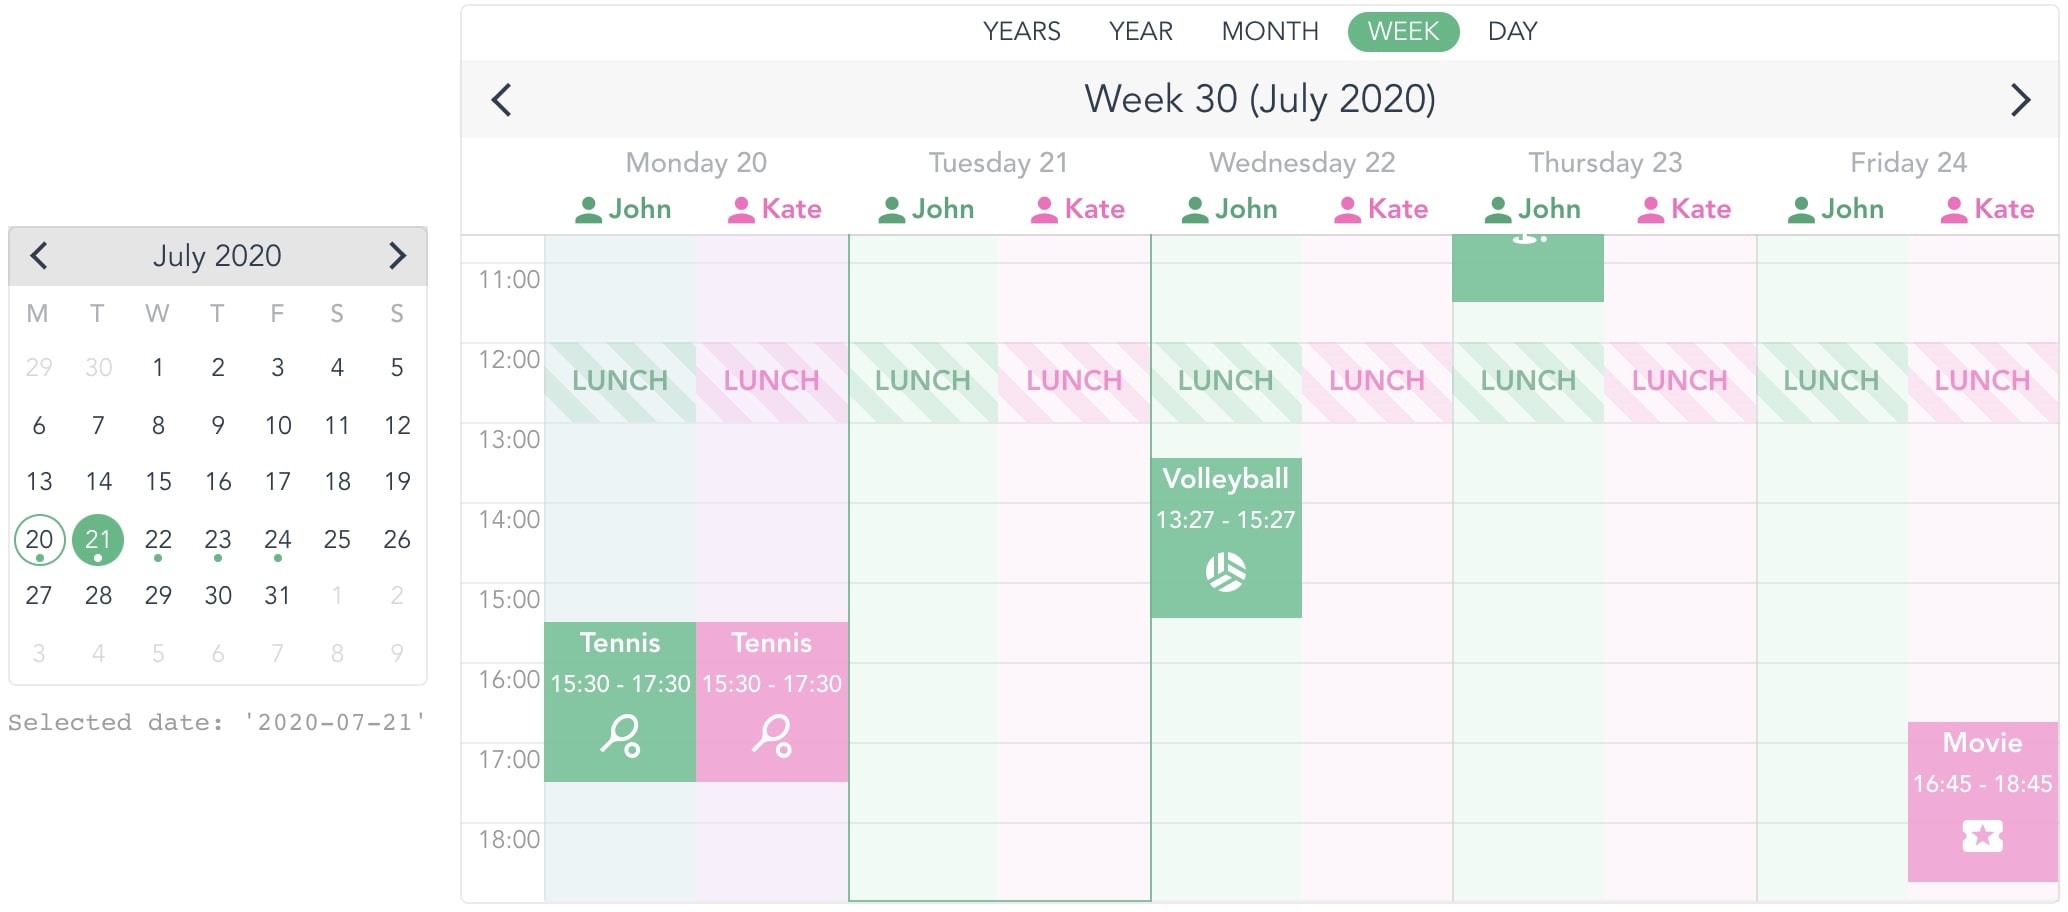 YEARS YEAR MONTH WEEK DAY
Week 30 (July 2020)
Monday 20 Tuesday 21 Wednesday 22 Thursday 23 Friday 24
John Kate John Kate John Kate John Kate John Kate
11:00
12:00
LUNCH LUNCH LUNCH LUNCH LUNCH LUNCH LUNCH LUNCH LUNCH LUNCH
13:00
Volleyball
13:27 - 15:27
14:00
15:00
Tennis Tennis
15:30 - 17:30 15:30 - 17:30
16:00
17:00
Movie
16:45 - 18:45
18:00
July 2020
M T W T F S S
29 30 1 2 3 4 5
6 7 8 9 10 11 12
13 14 15 16 17 18 19
20 21 22 23 24 25 26
27 28 29 30 31 1 2
3 4 5 6 7 8 9
Selected date: '2020-07-21'